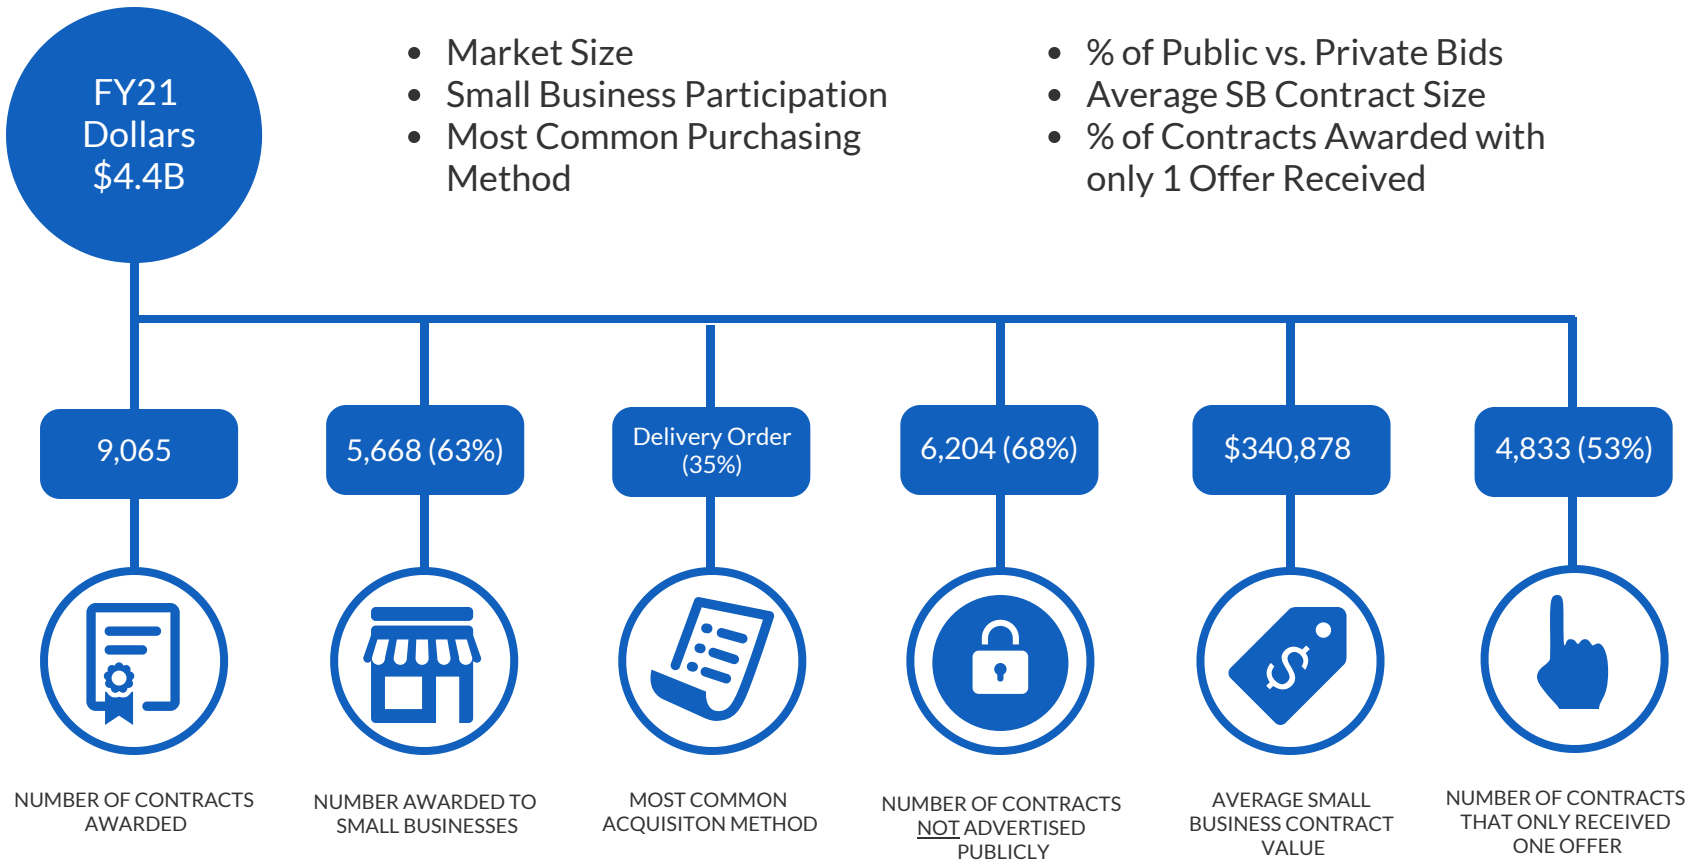 FY21
Dollars
$4.4B
• Market Size
• Small Business Participation
• Most Common Purchasing
Method
• % of Public vs. Private Bids
• Average SB Contract Size
• % of Contracts Awarded with
only 1 Offer Received
9,065
5,668 (63%)
Delivery Order
(35%)
6,204 (68%)
$340,878
4,833 (53%)
NUMBER OF CONTRACTS
AWARDED
NUMBER AWARDED TO
SMALL BUSINESSES
MOST COMMON
ACQUISITON METHOD
NUMBER OF CONTRACTS
NOT ADVERTISED
PUBLICLY
AVERAGE SMALL
BUSINESS CONTRACT
VALUE
NUMBER OF CONTRACTS
THAT ONLY RECEIVED
ONE OFFER